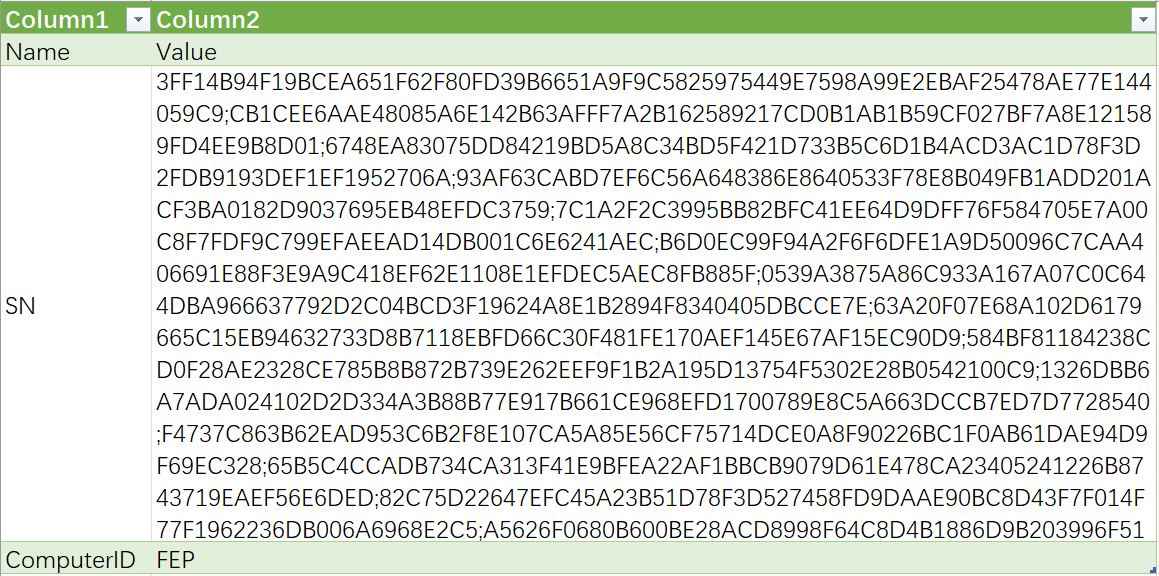 Column1 Column2
Name Value
3FF14B94F19BCEA651F62F80FD39B6651A9F9C5825975449E7598A99E2EBAF25478AE77E144
059C9;CB1CEE6AAE48085A6E142B63AFFF7A2B162589217CD0B1AB1B59CF027BF7A8E12158
9FD4EE9B8D01;6748EA83075DD84219BD5A8C34BD5F421D733B5C6D1B4ACD3AC1D78F3D
2FDB9193DEF1EF1952706A;93AF63CABD7EF6C56A648386E8640533F78E8B049FB1ADD201A
CF3BA0182D9037695EB48EFDC3759;7C1A2F2C3995BB82BFC41EE64D9DFF76F584705E7A00
C8F7FDF9C799EFAEEAD14DB001C6E6241AEC;B6D0EC99F94A2F6F6DFE1A9D50096C7CAA4
06691E88F3E9A9C418EF62E1108E1EFDEC5AEC8FB885F;0539A3875A86C933A167A07C0C64
SN
4DBA966637792D2C04BCD3F19624A8E1B2894F8340405DBCCE7E;63A20F07E68A102D6179
665C15EB94632733D8B7118EBFD66C30F481FE170AEF145E67AF15EC90D9;584BF81184238C
D0F28AE2328CE785B8B872B739E262EEF9F1B2A195D13754F5302E28B0542100C9;1326DBB6
A7ADA024102D2D334A3B88B77E917B661CE968EFD1700789E8C5A663DCCB7ED7D7728540
;F4737C863B62EAD953C6B2F8E107CA5A85E56CF75714DCE0A8F90226BC1F0AB61DAE94D9
F69EC328;65B5C4CCADB734CA313F41E9BFEA22AF1BBCB9079D61E478CA23405241226B87
43719EAEF56E6DED;82C75D22647EFC45A23B51D78F3D527458FD9DAAE90BC8D43F7F014F
77F1962236DB006A6968E2C5;A5626F0680B600BE28ACD8998F64C8D4B1886D9B203996F51
ComputerID FEP